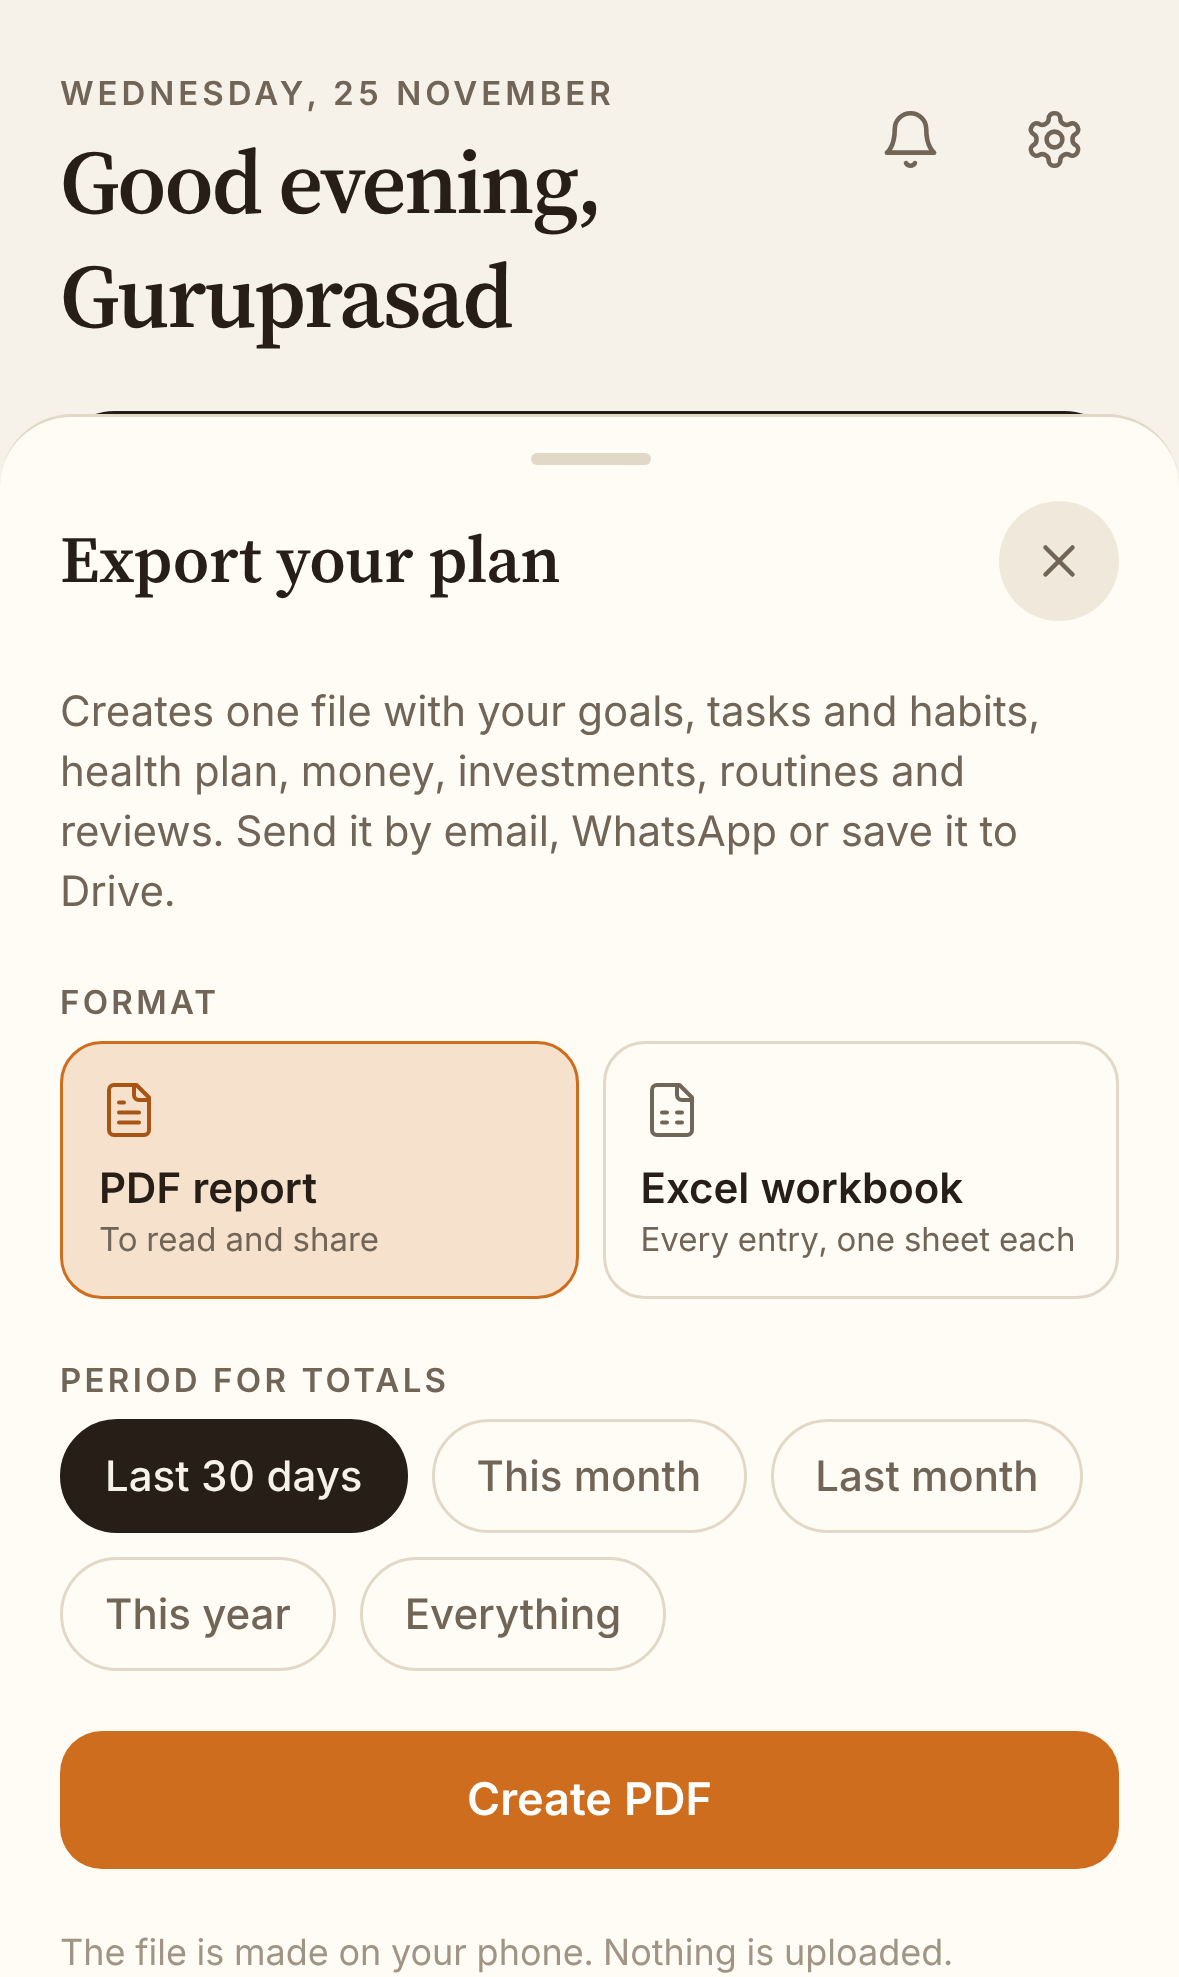 WEDNESDAY, 25 NOVEMBER
Good evening,
Guruprasad
Export your plan
Creates one file with your goals, tasks and habits,
health plan, money, investments, routines and
reviews. Send it by email, WhatsApp or save it to
Drive.
FORMAT
PDF report
To read and share
Excel workbook
Every entry, one sheet each
PERIOD FOR TOTALS
Last 30 days
This month
Last month
This year
Everything
Create PDF
The file is made on your phone. Nothing is uploaded.